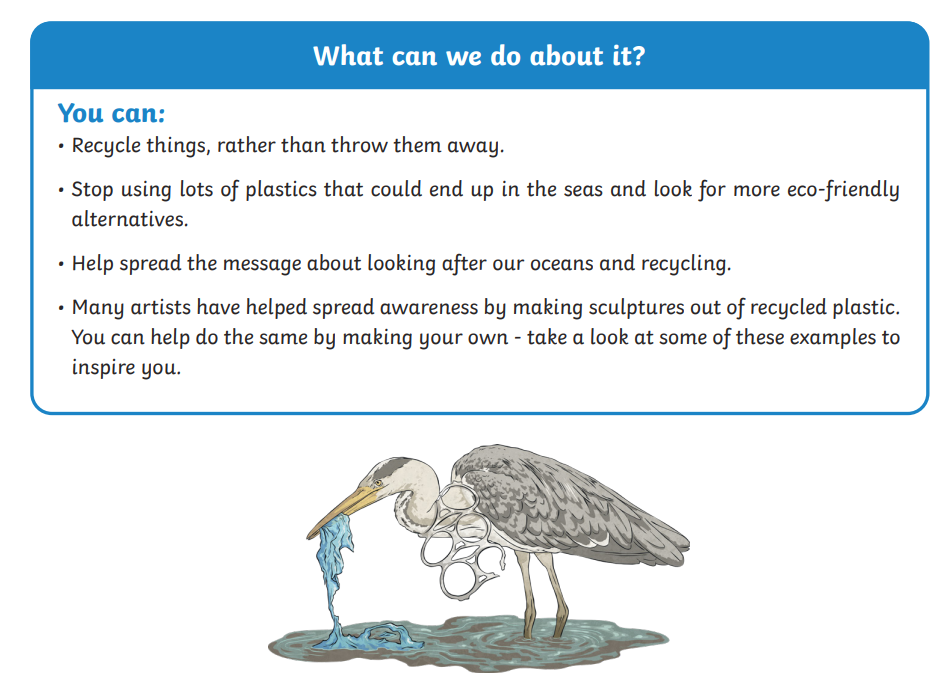 What can we do about it?
You can:
• Recycle things, rather than throw them away.
• Stop using lots of plastics that could end up in the seas and look for more eco-friendly
alternatives.
• Help spread the message about looking after our oceans and recycling.
• Many artists have helped spread awareness by making sculptures out of recycled plastic.
You can help do the same by making your own - take a look at some of these examples to
inspire you.